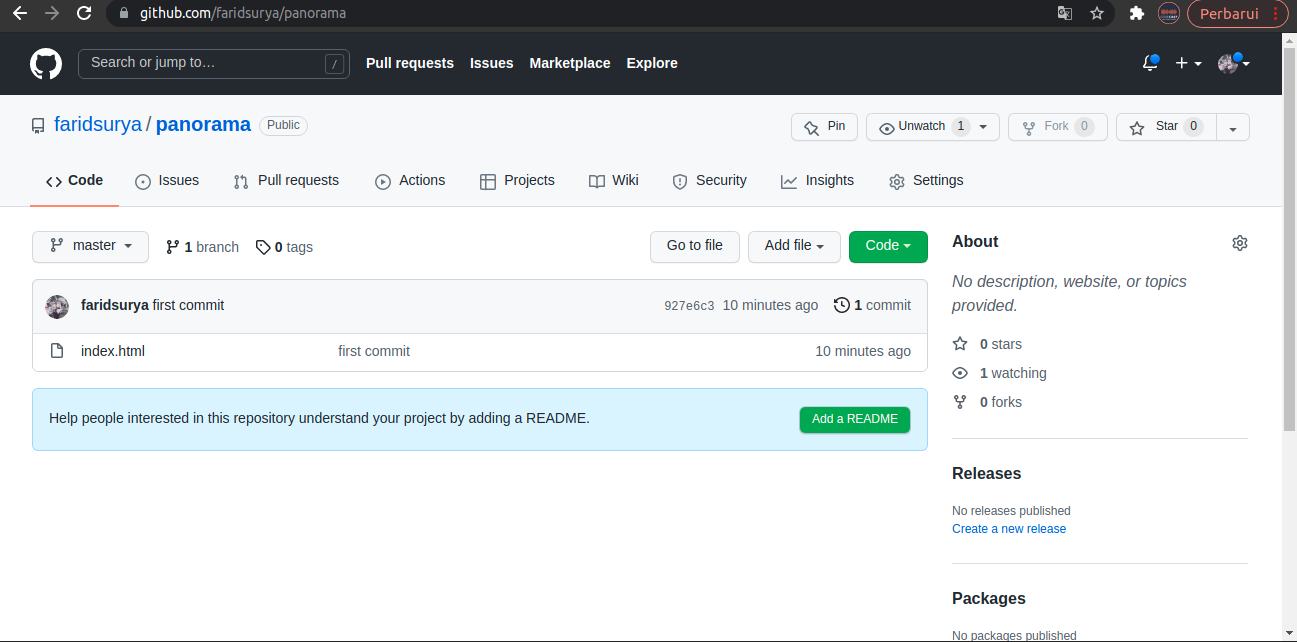 github.com/faridsurya/panorama
Perbarui
Search or jump to…
/
Pull requests Issues Marketplace Explore
faridsurya / panorama Public
Pin Unwatch 1 Fork 0 Star 0
Code Issues Pull requests Actions Projects Wiki Security Insights Settings
master 1 branch 0 tags Go to file Add file Code
faridsurya first commit 927e6c3 10 minutes ago 1 commit
index.html first commit 10 minutes ago
Help people interested in this repository understand your project by adding a README. Add a README
About
No description, website, or topics
provided.
0 stars
1 watching
0 forks
Releases
No releases published
Create a new release
Packages
No packages published